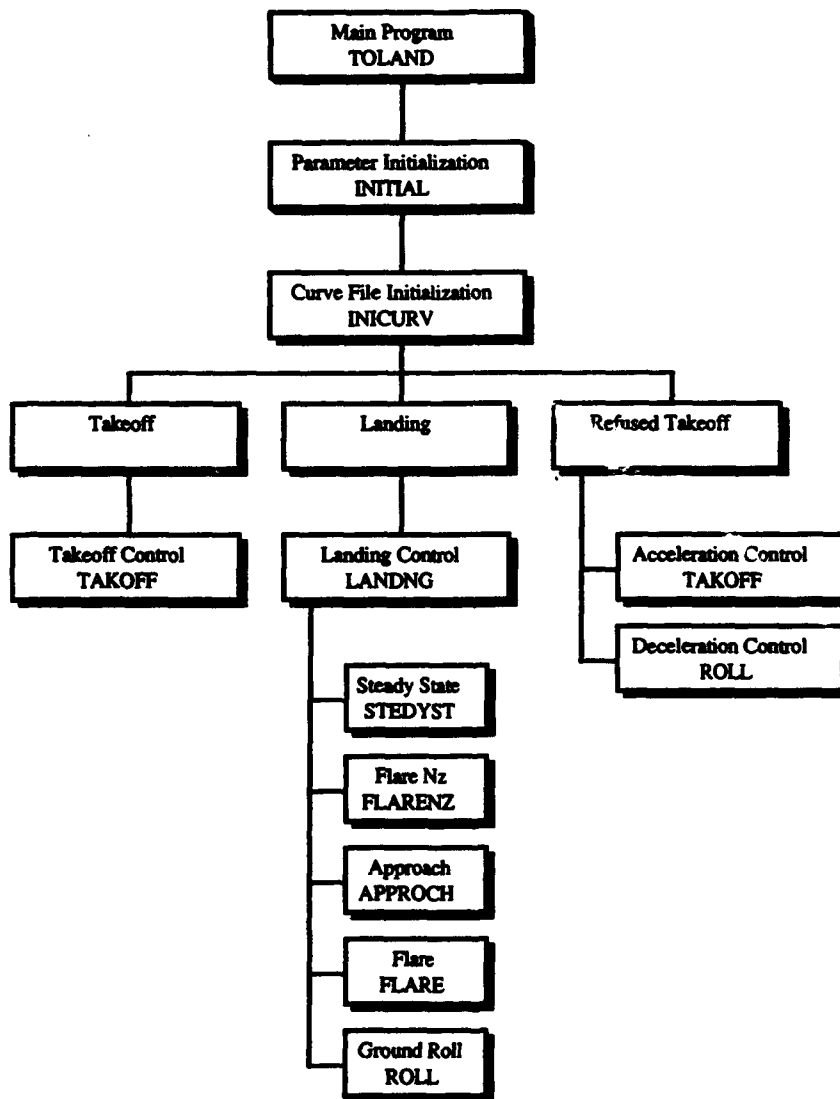 Main Program
TOLAND
Parameter Initialization
INITIAL
Curve File Initialization
INICURV
Takeoff
Landing
Refused Takeoff
Takeoff Control
TAKOFF
Landing Control
LANDNG
Acceleration Control
TAKOFF
Deceleration Control
ROLL
Steady State
STEDYST
Flare Nz
FLARENZ
Approach
APPROCH
Flare
FLARE
Ground Roll
ROLL